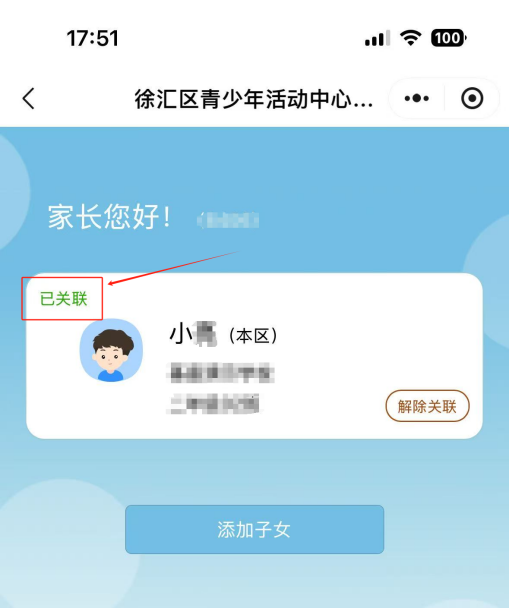 17:51
100
徐汇区青少年活动中心...
家长您好！
已关联
小
（本区）
解除关联
添加子女